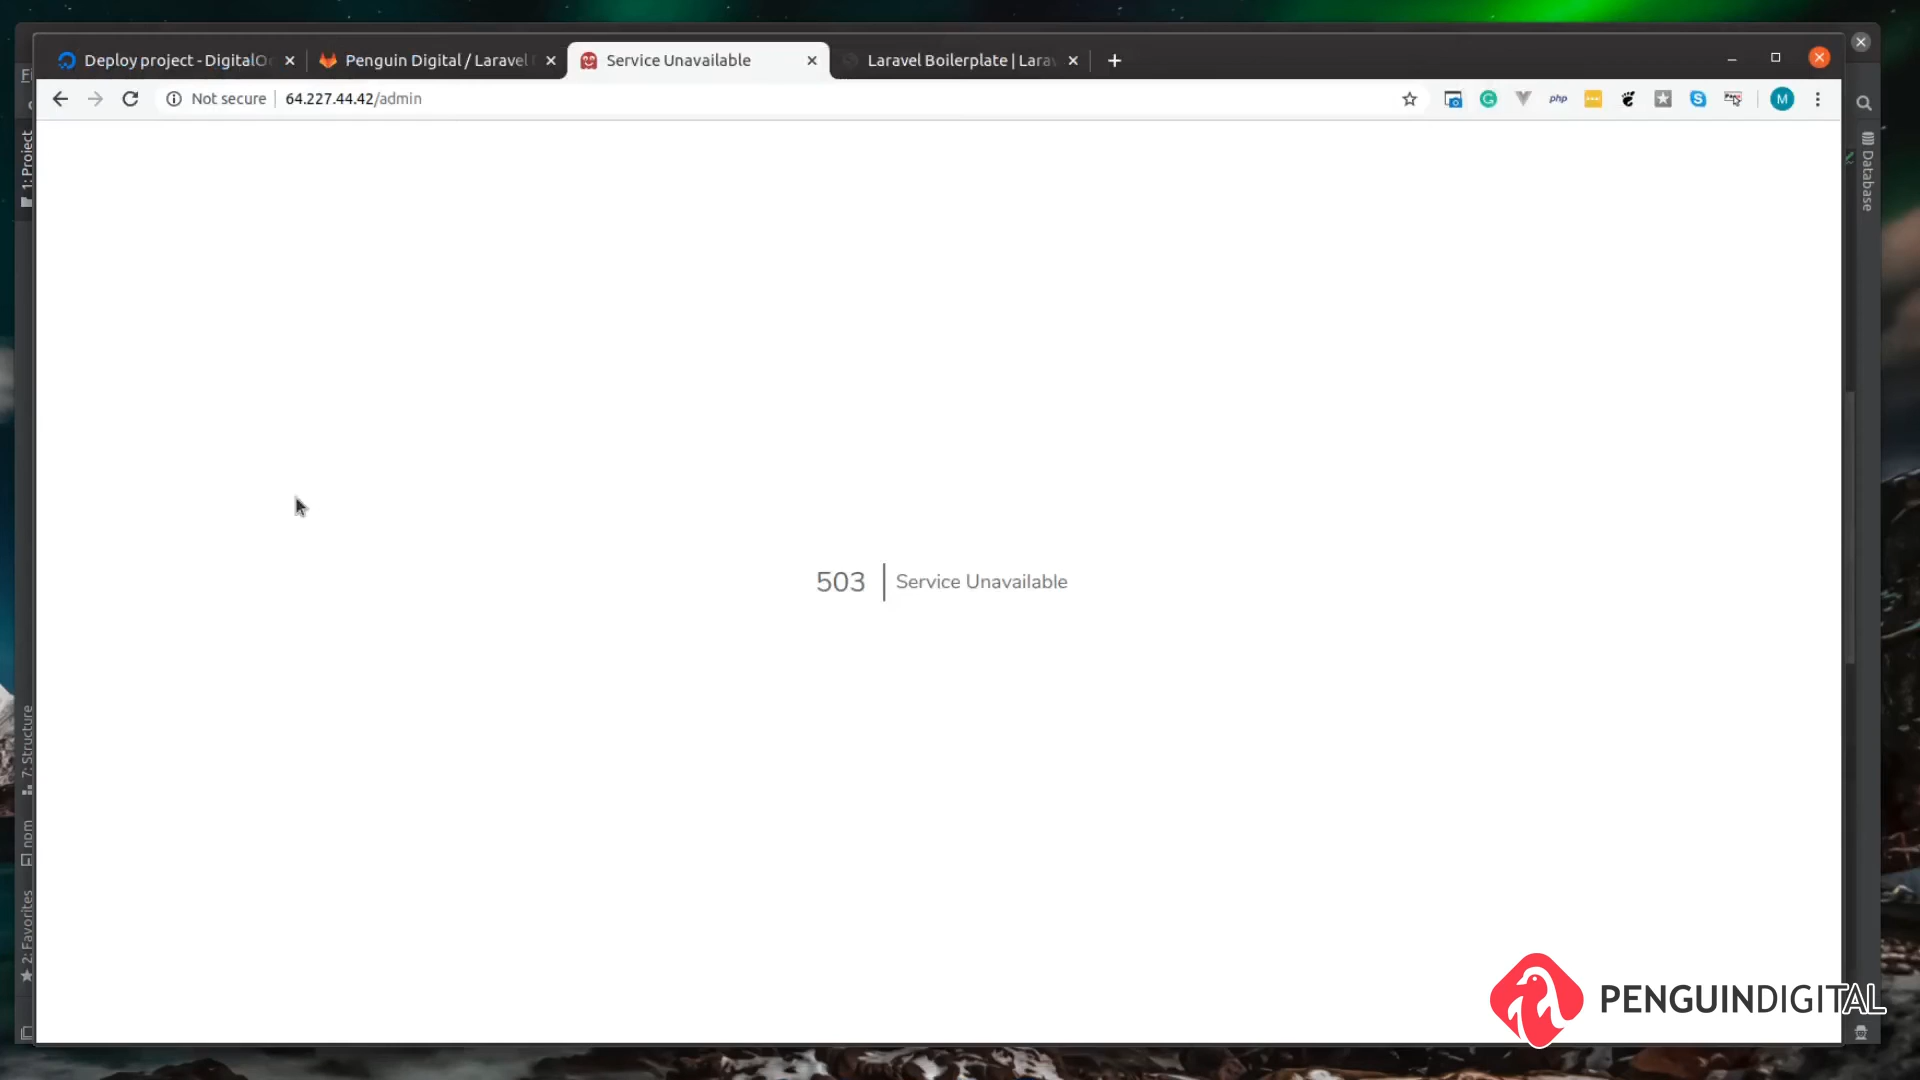 Deploy project - DigitalO
Penguin Digital / Laravel
Service Unavailable
Laravel Boilerplate | Lara
Not secure
64.227.44.42/admin
php
M
1: Project
Database
503
Service Unavailable
7: Structure
npm
2: Favorites
PENGUINDIGITAL